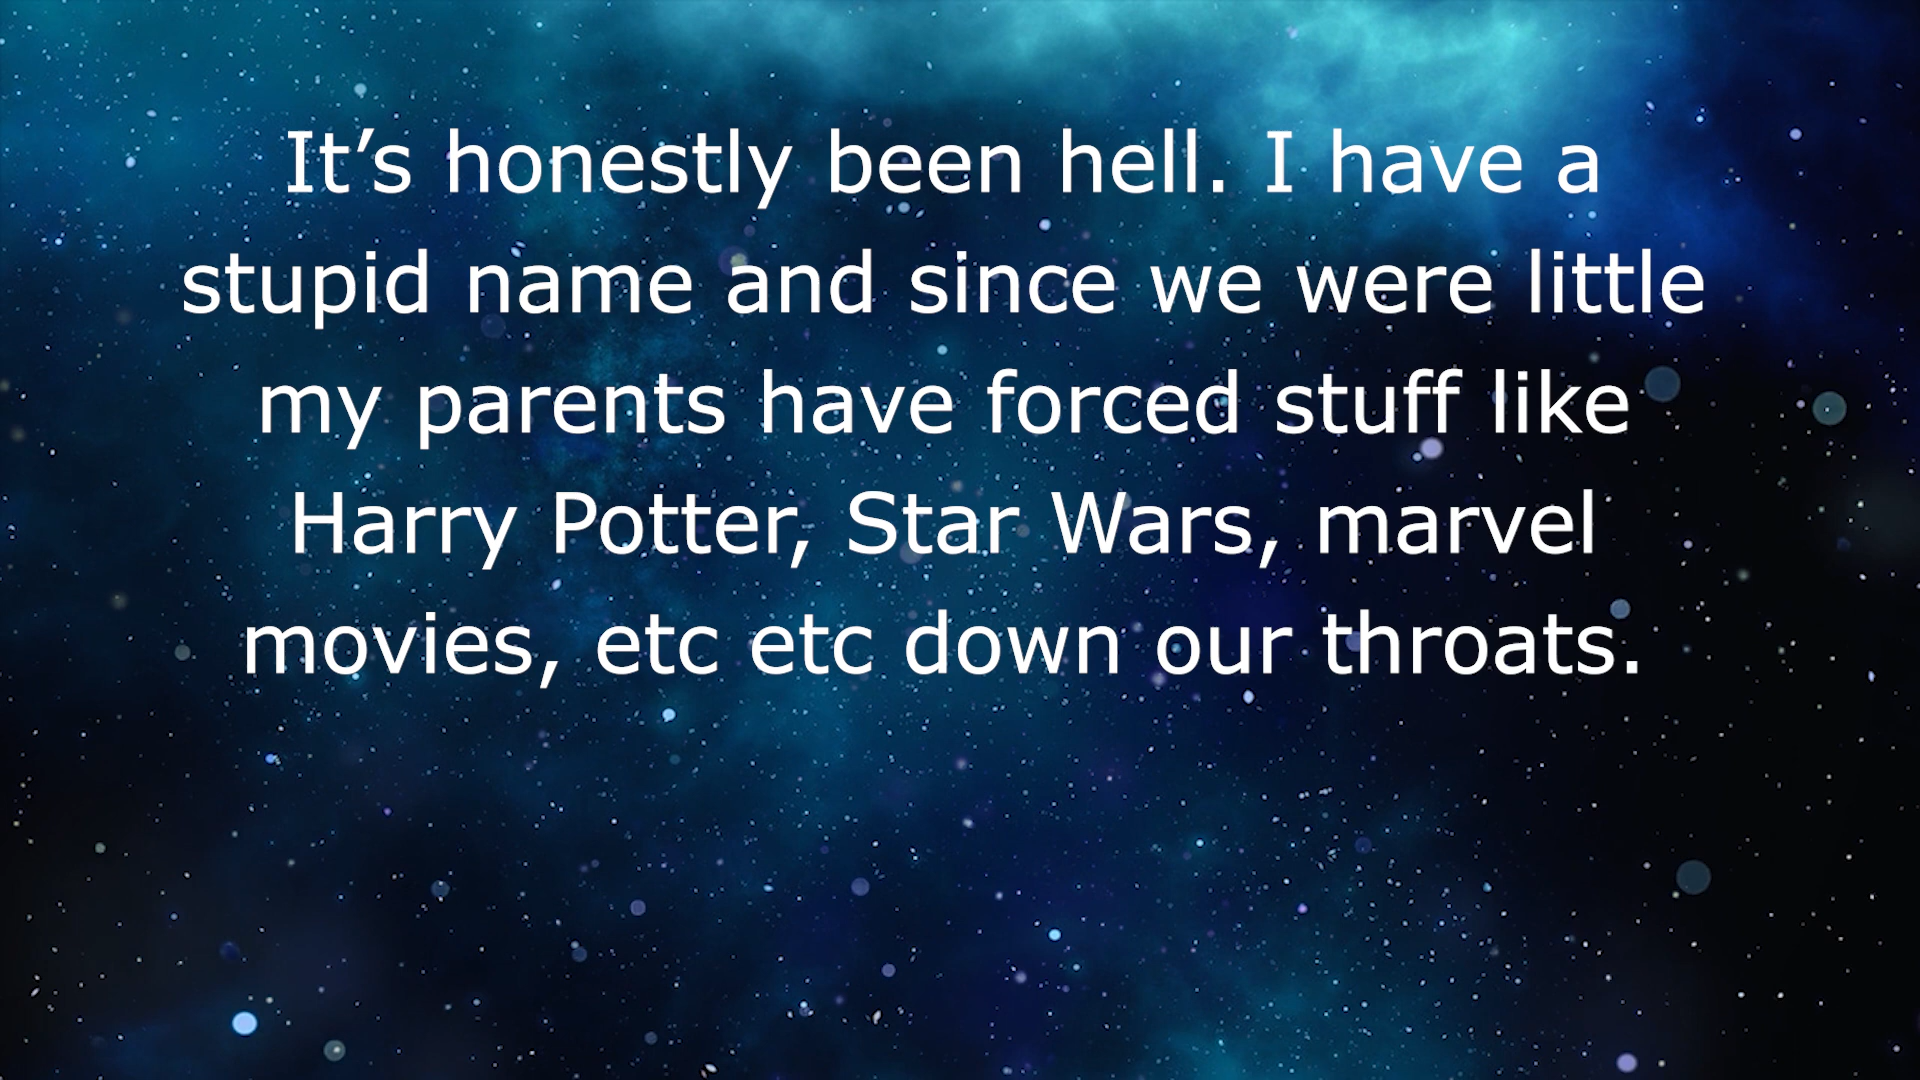 It’s honestly been hell. I have a
stupid name and since we were little
my parents have forced stuff like
Harry Potter, Star Wars, marvel
movies, etc etc down our throats.